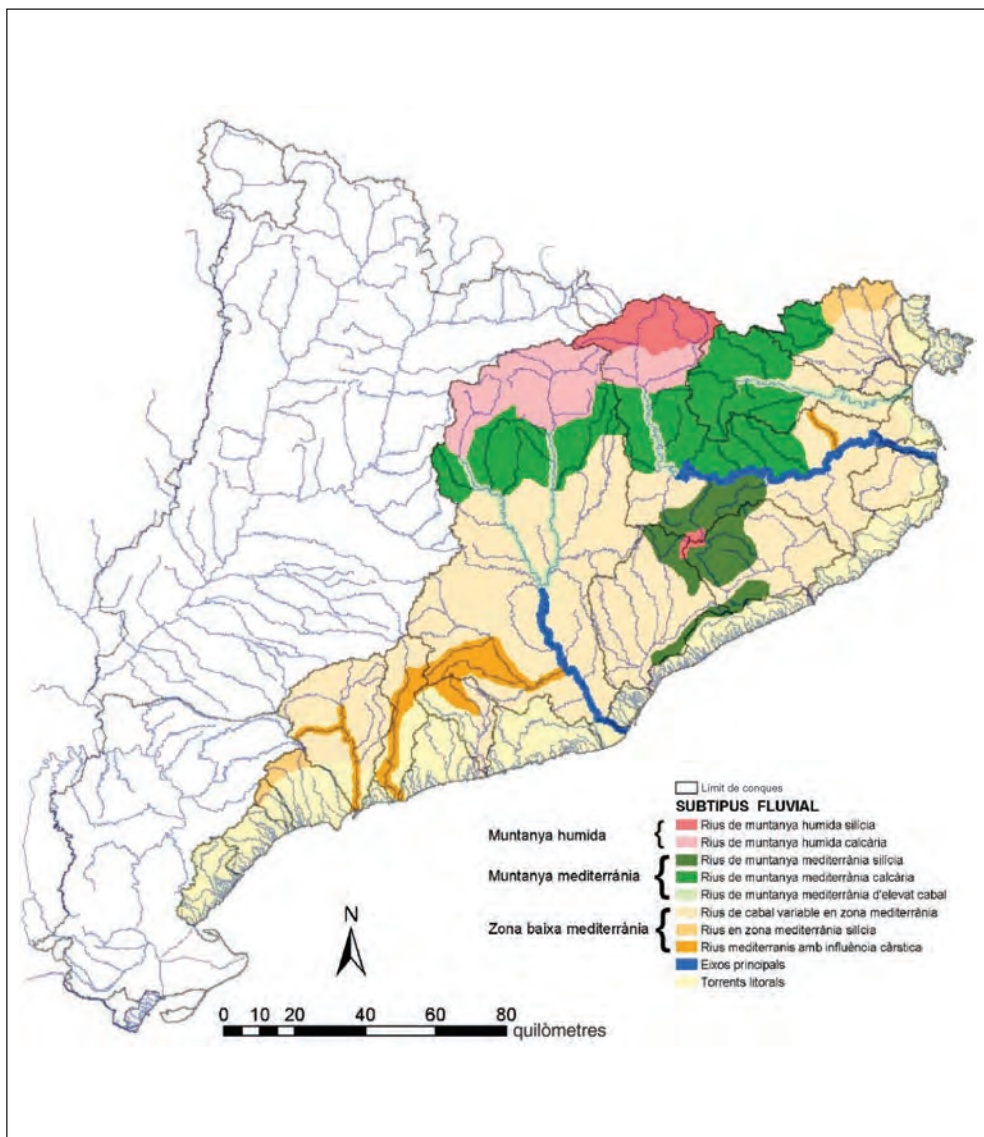 Límit de conques
SUBTIPUS FLUVIAL
Muntanya humida
Rius de muntanya humida silícia
Rius de muntanya humida calcària
Muntanya mediterrània
Rius de muntanya mediterrània silícia
Rius de muntanya mediterrània calcària
Rius de muntanya mediterrània d'elevat cabal
Zona baixa mediterrània
Rius de cabal variable en zona mediterrània
Rius en zona mediterrània silícia
Rius mediterranis amb influència càrstica
Eixos principals
Torrents litorals
N
0 10 20 40 60 80
quilòmetres